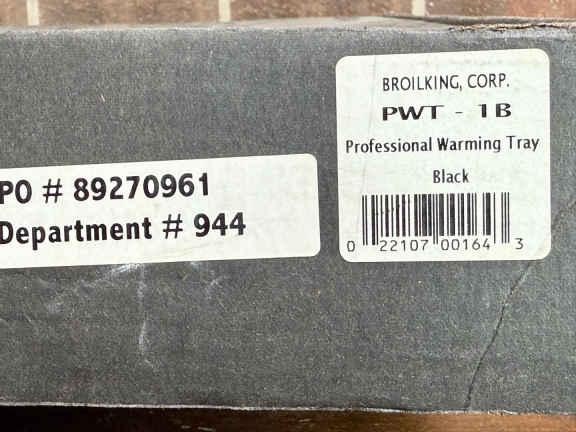 PO # 89270961
Department # 944
BROILKING, CORP.
PWT - 1B
Professional Warming Tray
Black
0 22107 00164 3